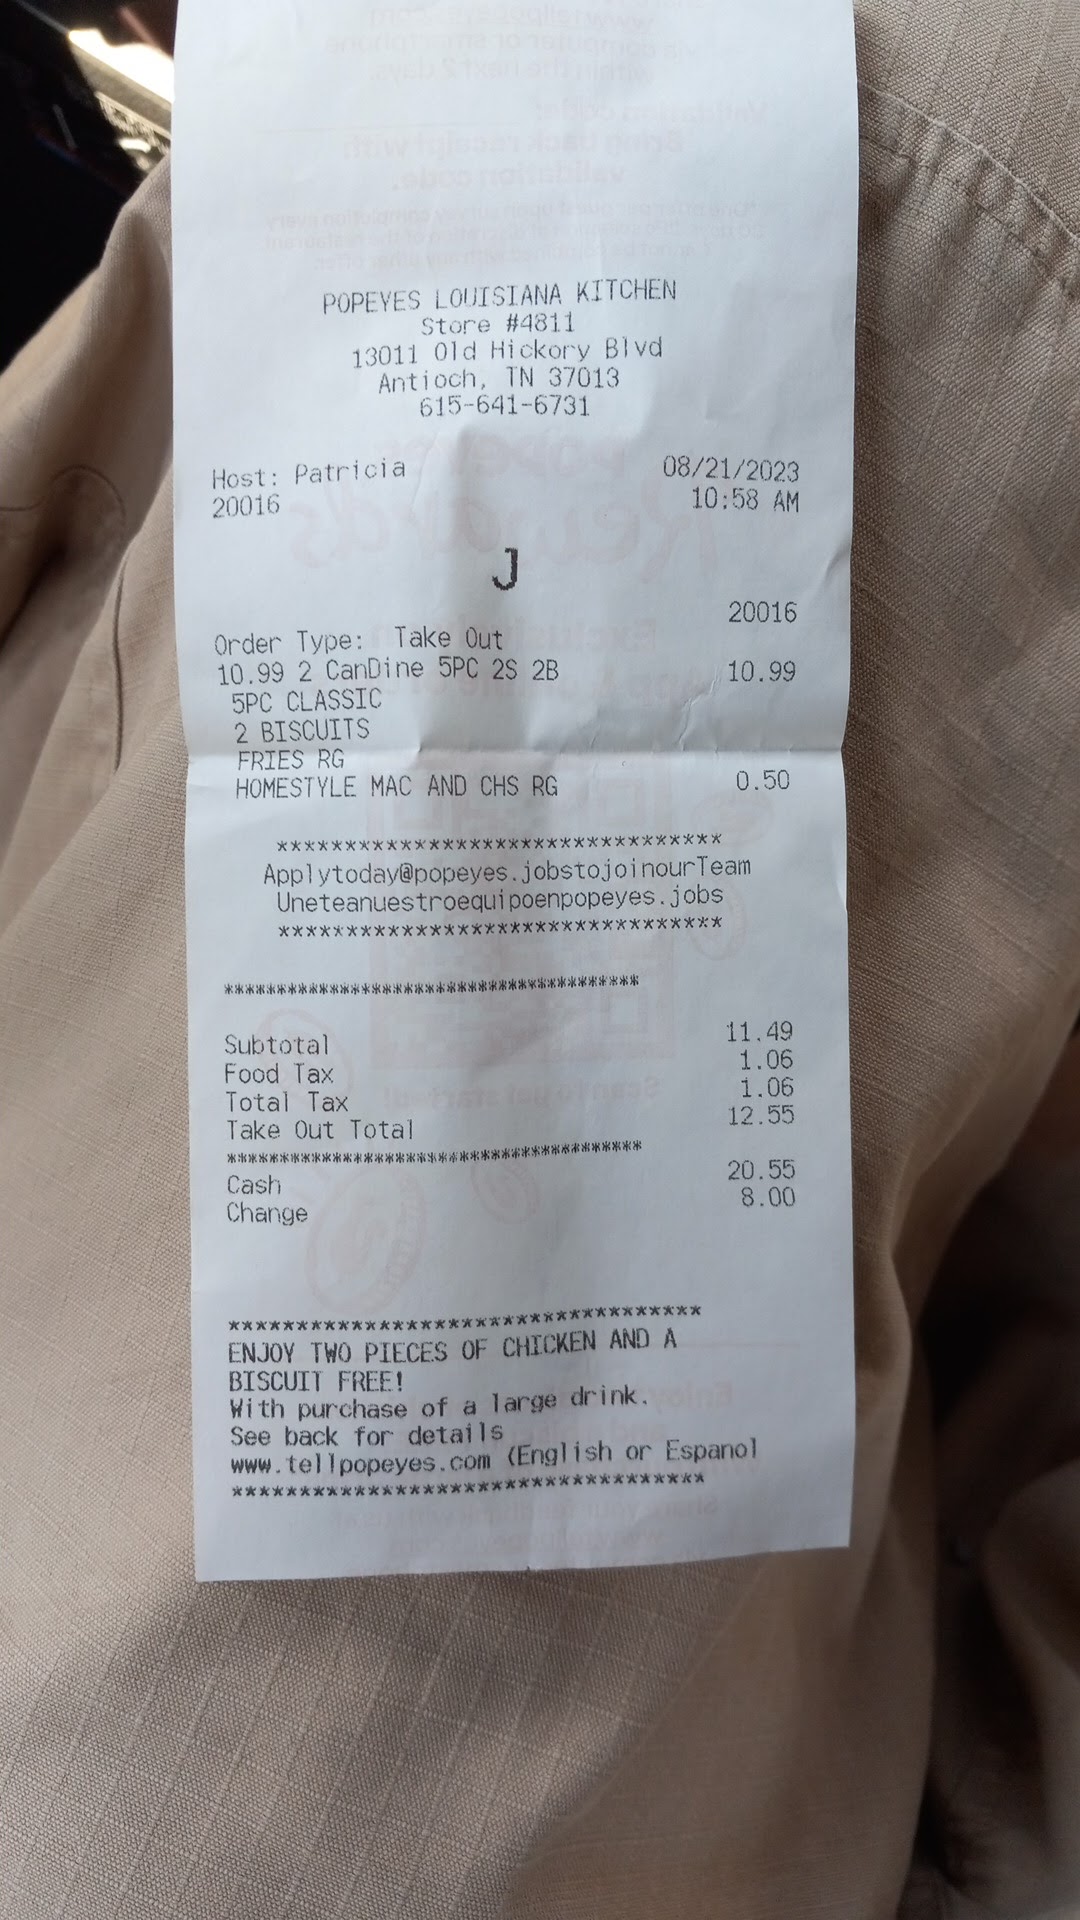 POPEYES LOUISIANA KITCHEN
Store #4811
13011 Old Hickory Blvd
Antioch, TN 37013
615-641-6731
Host: Patricia 08/21/2023
20016 10:58 AM
J
20016
Order Type: Take Out
10.99 2 CanDine 5PC 2S 2B 10.99
5PC CLASSIC
2 BISCUITS
FRIES RG
HOMESTYLE MAC AND CHS RG 0.50
*********************************
Applytoday@popeyes.jobstojoinourTeam
Uneteanuestroequipoenpopeyes.jobs
*********************************
***************************************
Subtotal 11.49
Food Tax 1.06
Total Tax 1.06
Take Out Total 12.55
***************************************
Cash 20.55
Change 8.00
***********************************
ENJOY TWO PIECES OF CHICKEN AND A
BISCUIT FREE!
With purchase of a large drink.
See back for details
www.tellpopeyes.com (English or Espanol
***********************************